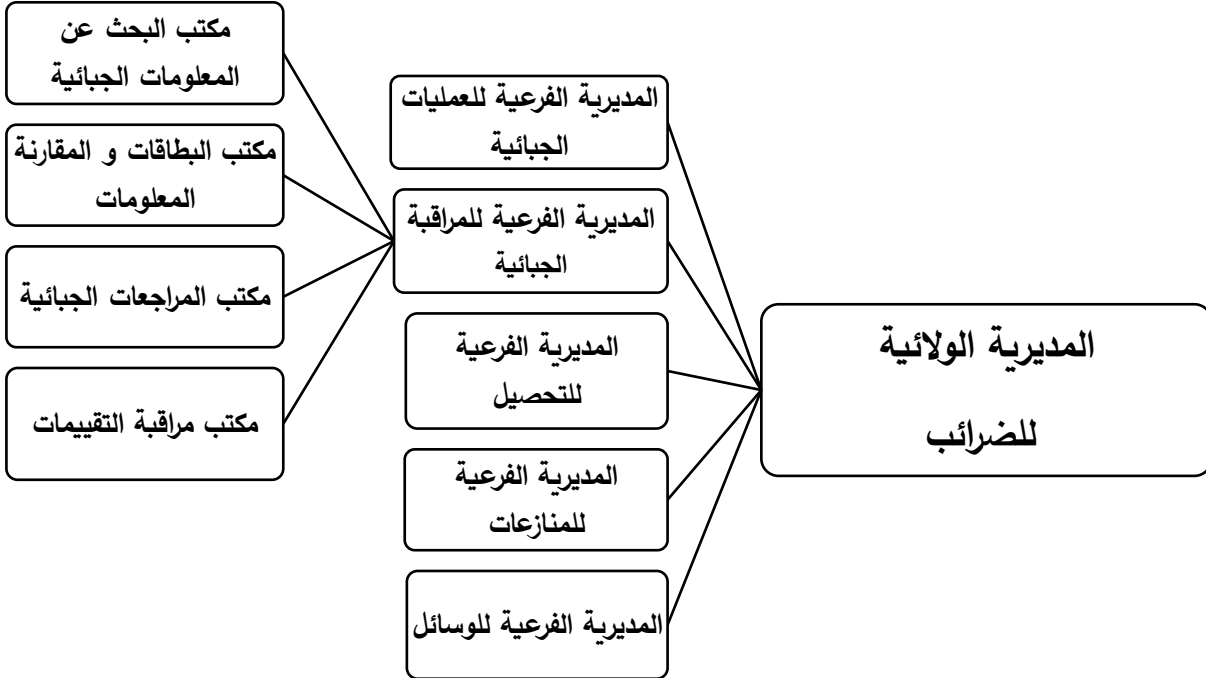 المديرية الولائية
للضرائب
المديرية الفرعية للعمليات
الجبائية
المديرية الفرعية للمراقبة
الجبائية
المديرية الفرعية
للتحصيل
المديرية الفرعية
للمنازعات
المديرية الفرعية للوسائل
مكتب البحث عن
المعلومات الجبائية
مكتب البطاقات و المقارنة
المعلومات
مكتب المراجعات الجبائية
مكتب مراقبة التقييمات